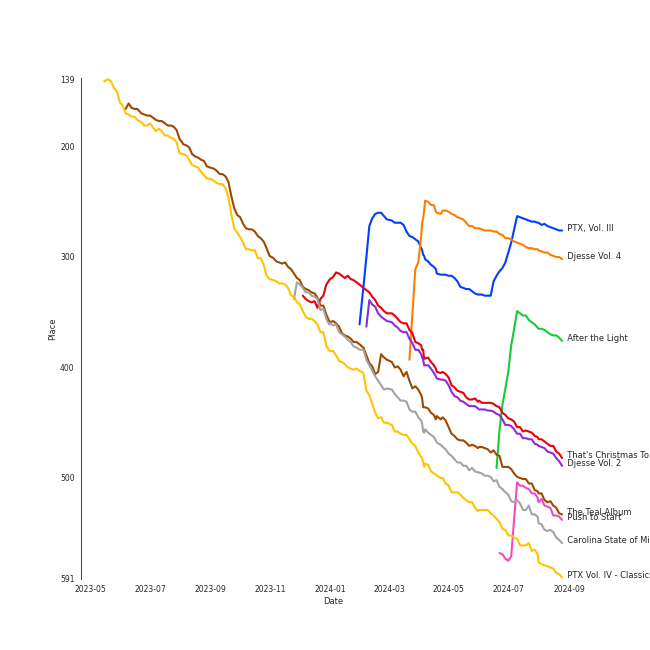 139
200
300
400
500
591
Place
2023-05
2023-07
2023-09
2023-11
2024-01
2024-03
2024-05
2024-07
2024-09
Date
PTX, Vol. III
Djesse Vol. 4
After the Light
That's Christmas To
Djesse Vol. 2
The Teal Album
Push to Start
Carolina State of Mi
PTX Vol. IV - Classic